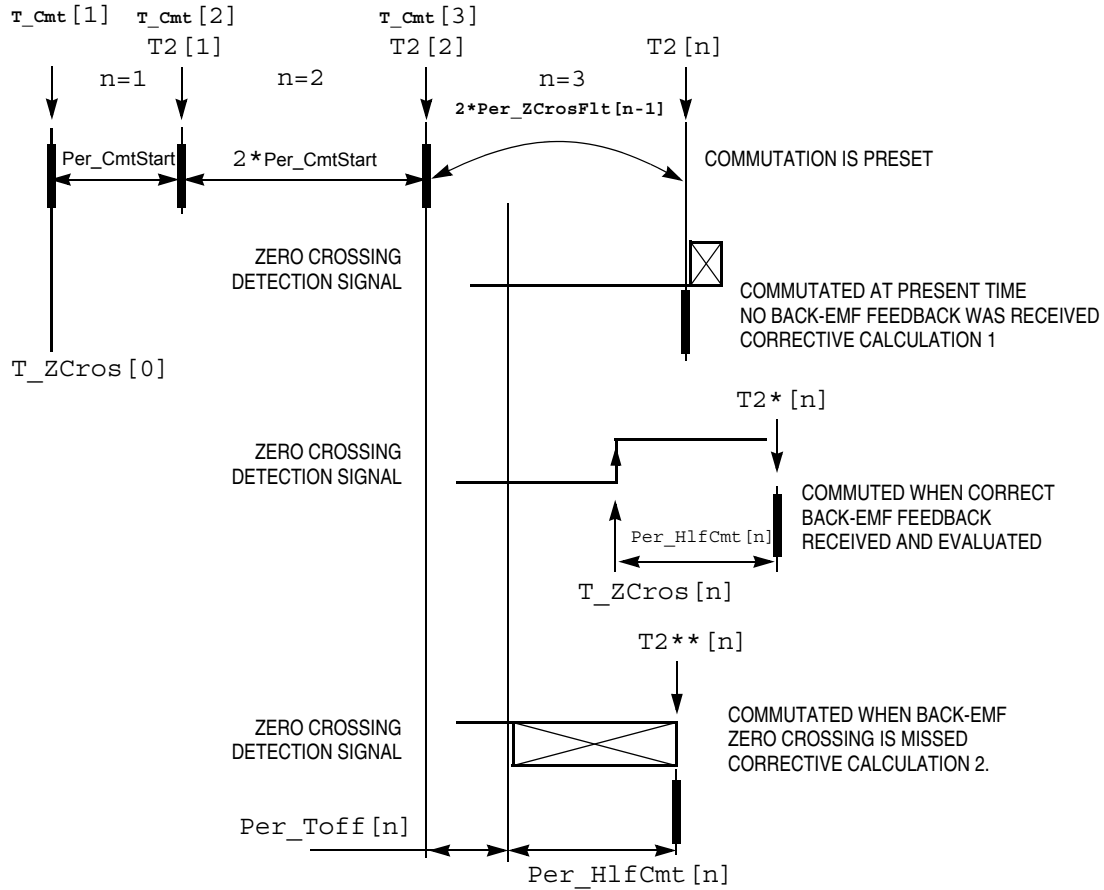 T_Cmt[1]
T_Cmt[2]
T_Cmt[3]
T2[1]
T2[2]
T2[n]
n=1
n=2
n=3
2*Per_ZCrosFlt[n-1]
Per_CmtStart
2*Per_CmtStart
COMMUTATION IS PRESET
ZERO CROSSING
DETECTION SIGNAL
COMMUTATED AT PRESENT TIME
NO BACK-EMF FEEDBACK WAS RECEIVED
CORRECTIVE CALCULATION 1
T_ZCros[0]
T2*[n]
ZERO CROSSING
DETECTION SIGNAL
COMMUTED WHEN CORRECT
BACK-EMF FEEDBACK
RECEIVED AND EVALUATED
Per_HlfCmt[n]
T_ZCros[n]
T2**[n]
ZERO CROSSING
DETECTION SIGNAL
COMMUTATED WHEN BACK-EMF
ZERO CROSSING IS MISSED
CORRECTIVE CALCULATION 2.
Per_Toff[n]
Per_HlfCmt[n]